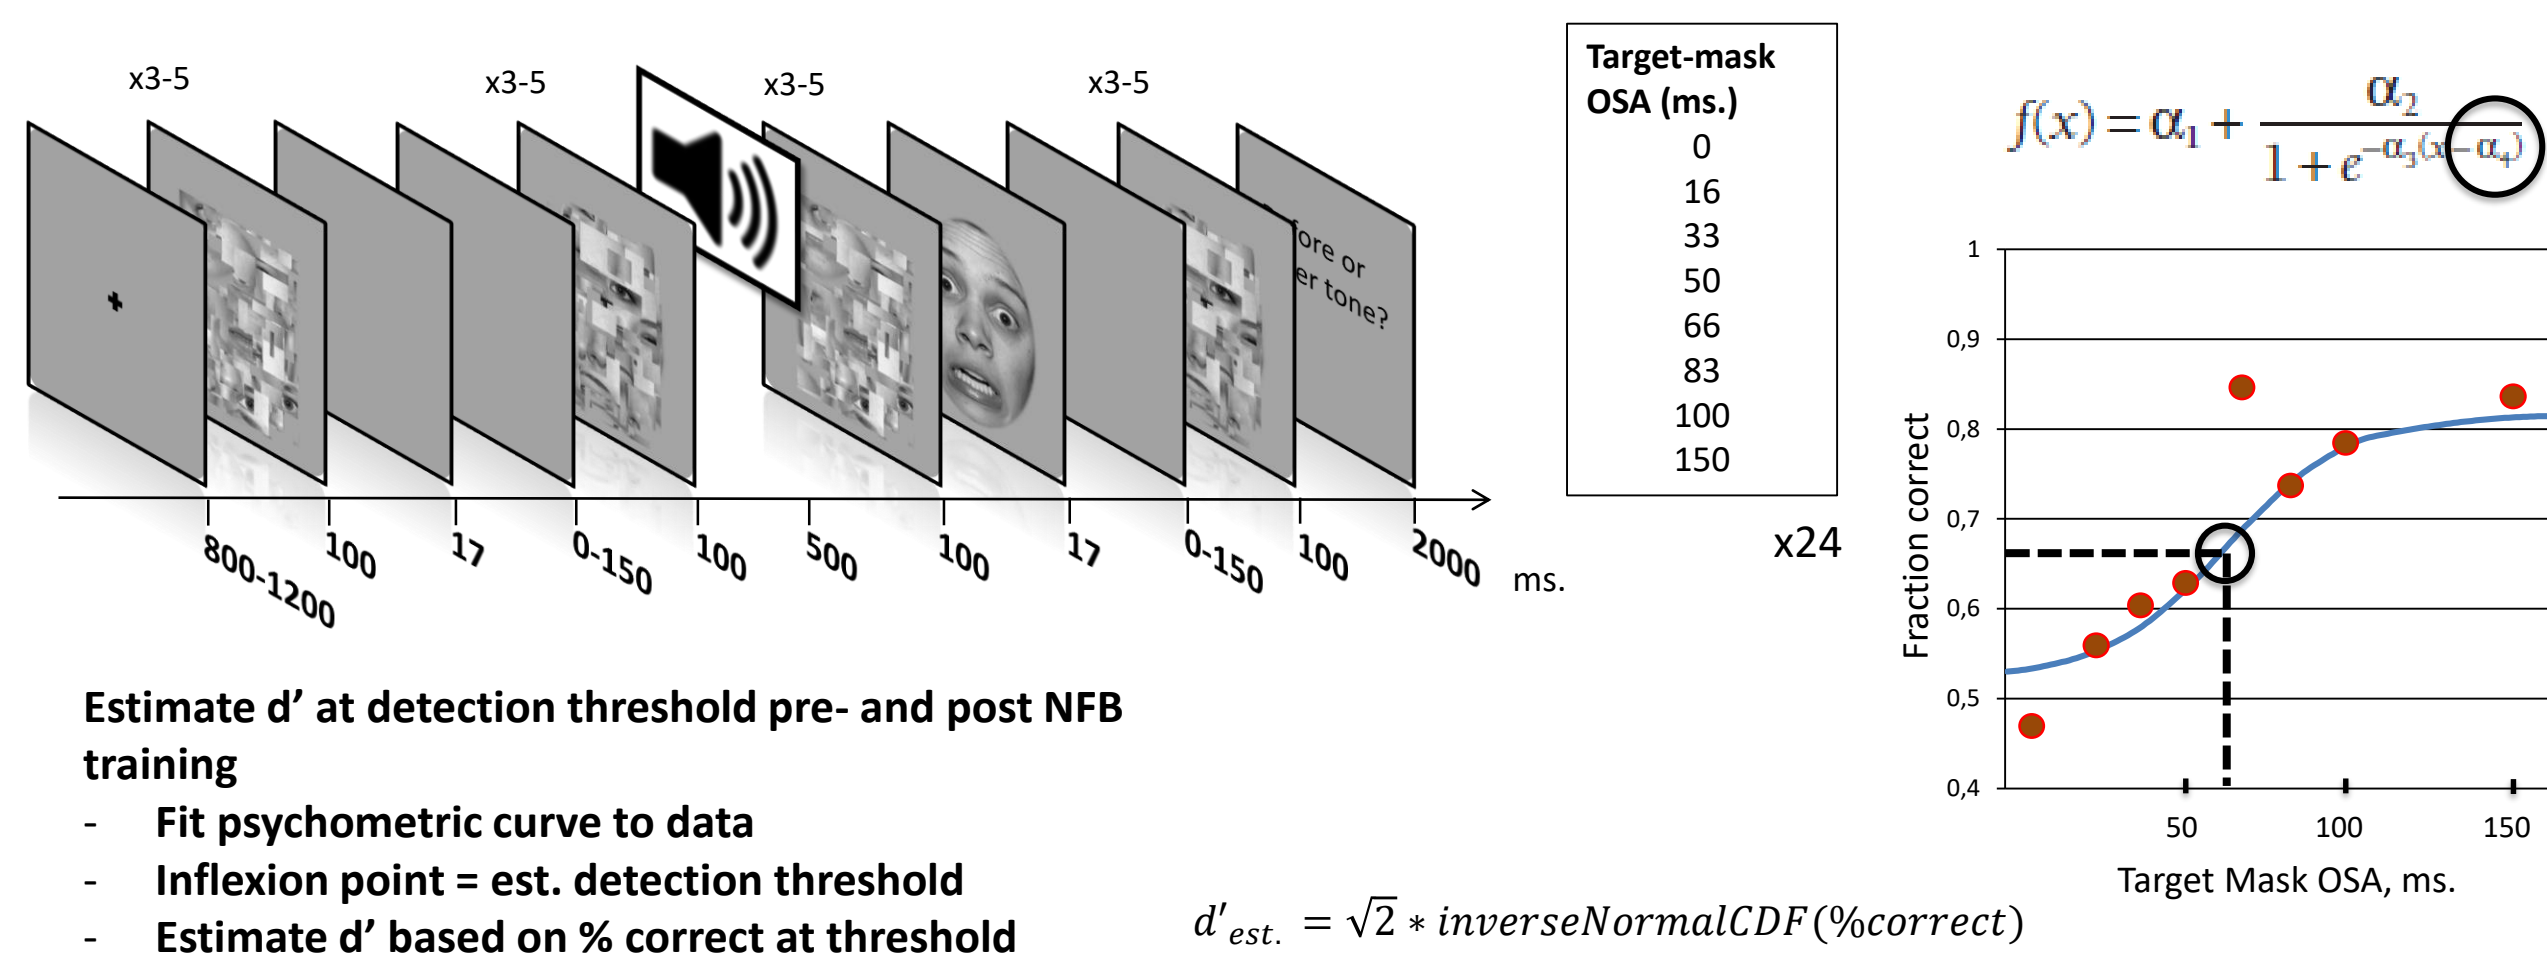 x3-5
x3-5
x3-5
x3-5
ore or
er tone?
800-1200
100
17
0-150
100
500
100
17
0-150
100
2000
ms.
Target-mask
OSA (ms.)
0
16
33
50
66
83
100
150
x24
f(x) = α₁ + α₂ / (1 + e^(-α₃(x-α₄)))
1
0,9
0,8
0,7
0,6
0,5
0,4
Fraction correct
50
100
150
Target Mask OSA, ms.
Estimate d’ at detection threshold pre- and post NFB
training
- Fit psychometric curve to data
- Inflexion point = est. detection threshold
- Estimate d’ based on % correct at threshold
d′est. = √2 * inverseNormalCDF(%correct)